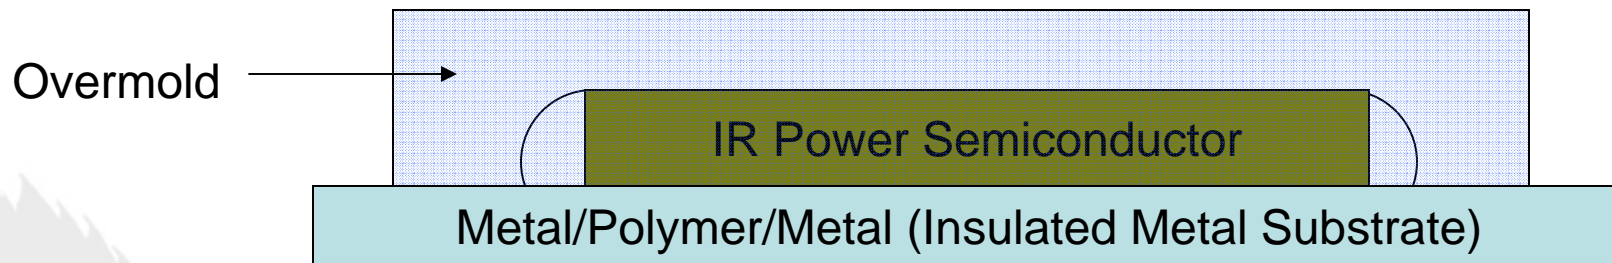 Overmold
IR Power Semiconductor
Metal/Polymer/Metal (Insulated Metal Substrate)